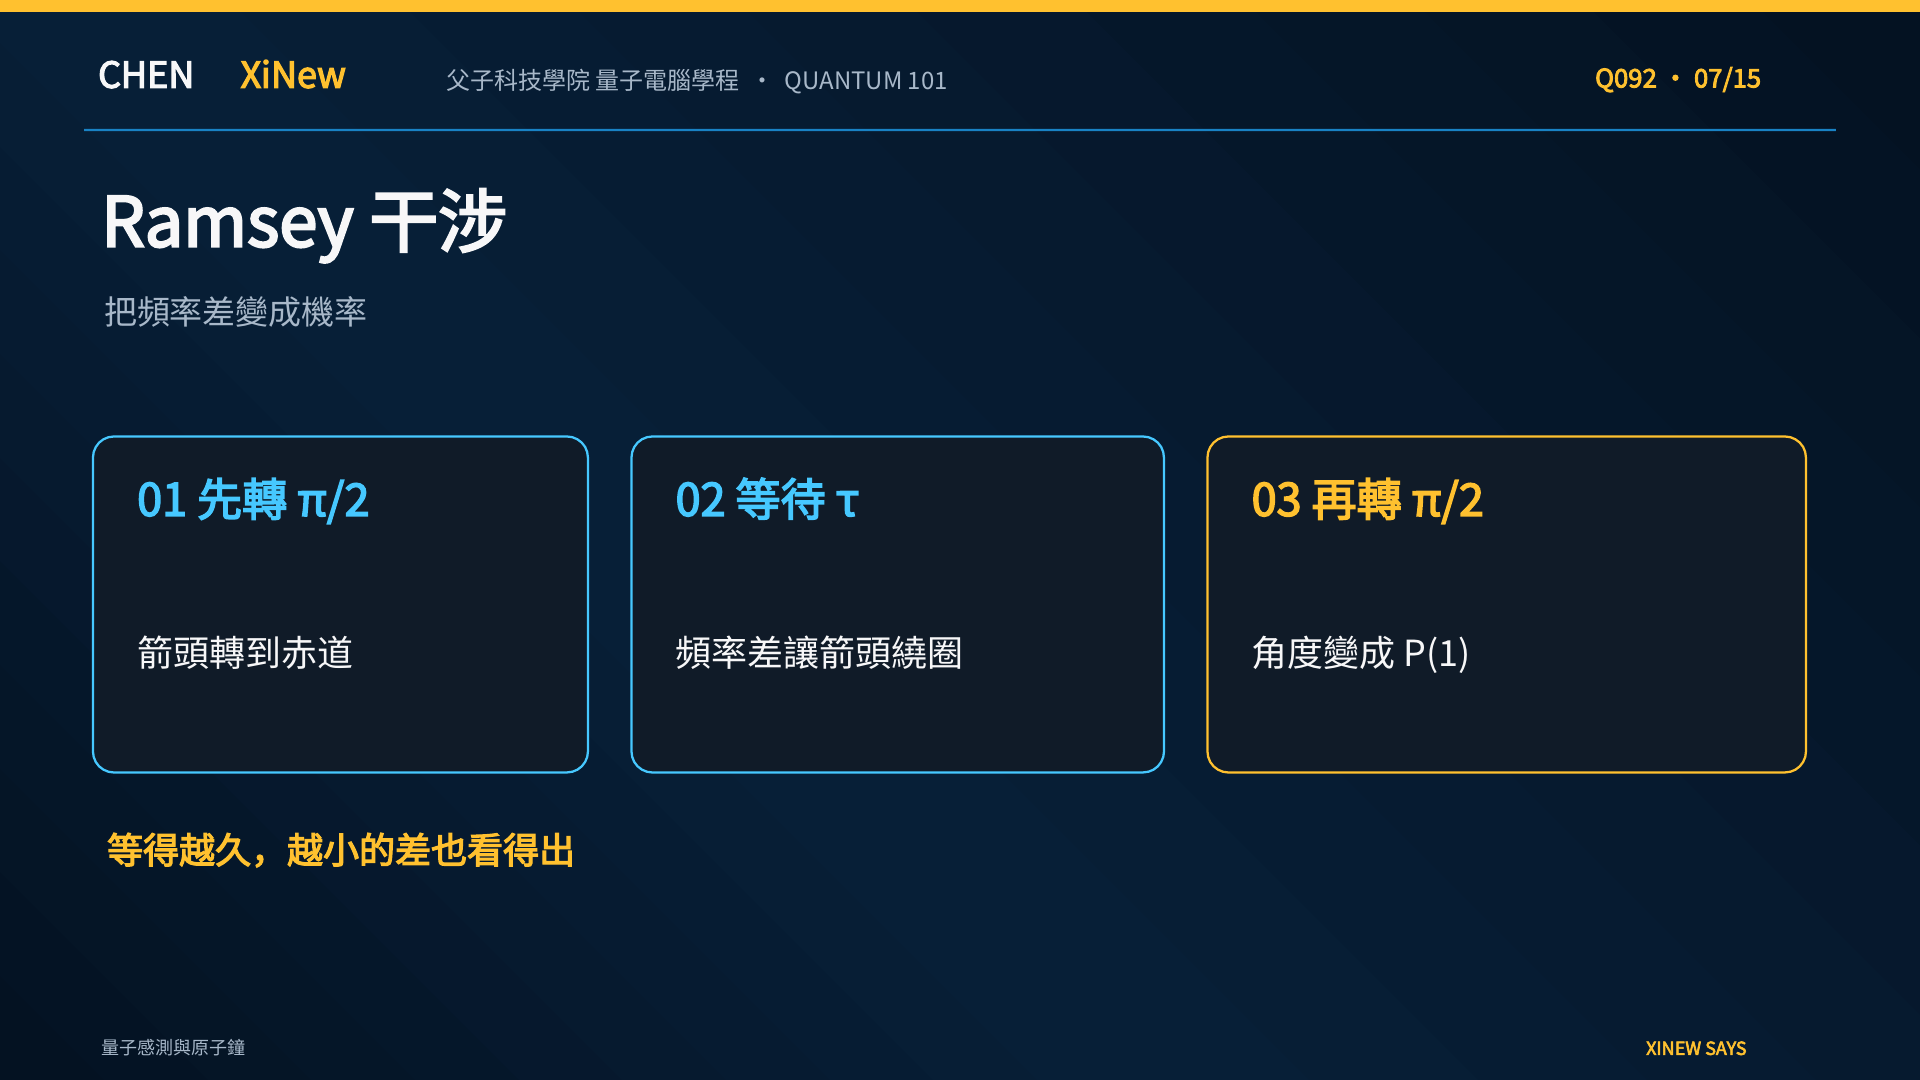 CHEN XiNew 父子科技學院 量子電腦學程 • QUANTUM 101 Q092 • 07/15
Ramsey 干涉
把頻率差變成機率
01 先轉 π/2
箭頭轉到赤道
02 等待 τ
頻率差讓箭頭繞圈
03 再轉 π/2
角度變成 P(1)
等得越久，越小的差也看得出
量子感測與原子鐘
XINEW SAYS